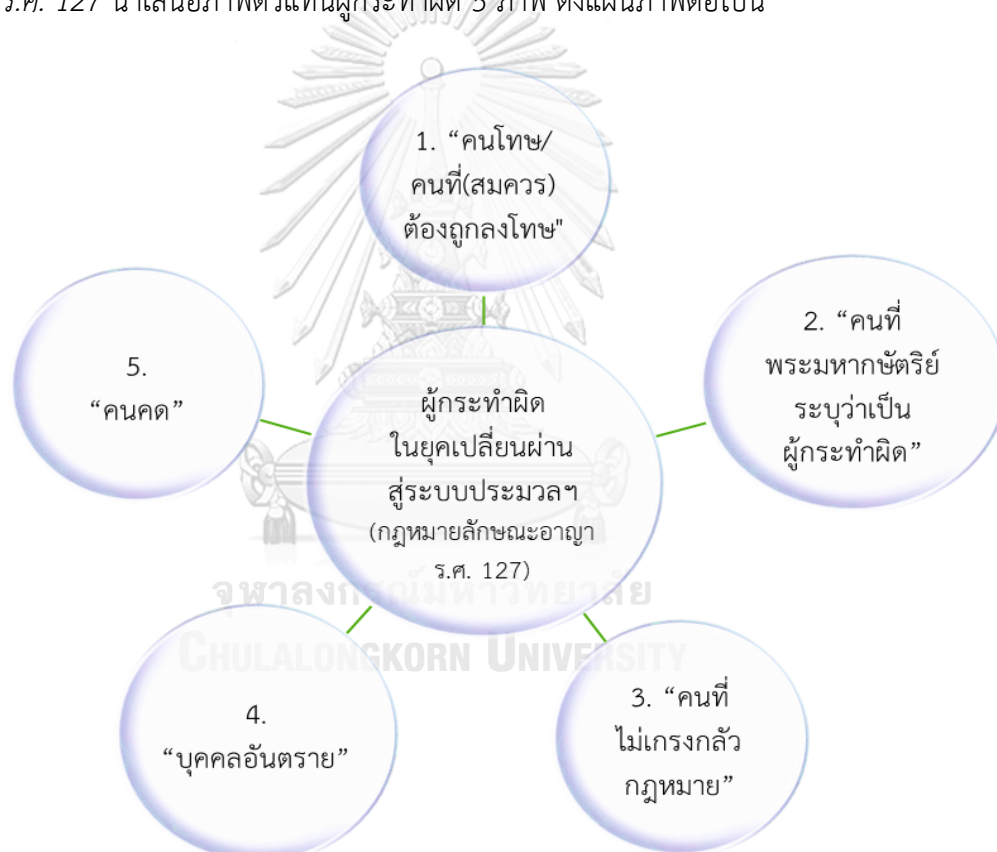 ร.ศ. 127 นำเสนอภาพตัวแทนผู้กระทำผิด 5 ภาพ ดังแผนภาพต่อไปนี้
1. “คนโทษ/
คนที่(สมควร)
ต้องถูกลงโทษ"
2. “คนที่
พระมหากษัตริย์
ระบุว่าเป็น
ผู้กระทำผิด”
5.
“คนคด”
ผู้กระทำผิด
ในยุคเปลี่ยนผ่าน
สู่ระบบประมวลฯ
(กฎหมายลักษณะอาญา
ร.ศ. 127)
จุฬาลงกรณ์มหาวิทยาลัย
CHULALONGKORN UNIVERSITY
4.
“บุคคลอันตราย”
3. “คนที่
ไม่เกรงกลัว
กฎหมาย”